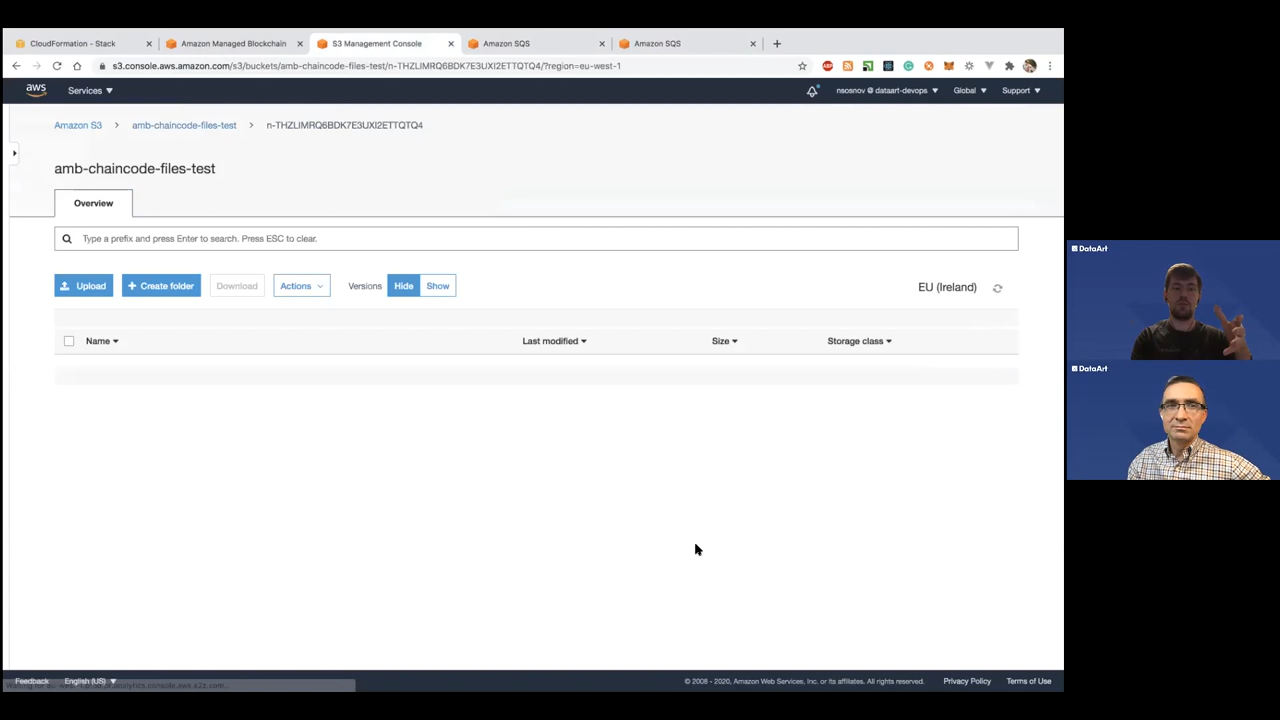 CloudFormation - Stack
Amazon Managed Blockchain
S3 Management Console
Amazon SQS
Amazon SQS
s3.console.aws.amazon.com/s3/buckets/amb-chaincode-files-test/n-THZLIMRQ6BDK7E3UXI2ETTQTQ4/?region=eu-west-1
aws
Services
nsosnov @ dataart-devops
Global
Support
Amazon S3 > amb-chaincode-files-test > n-THZLIMRQ6BDK7E3UXI2ETTQTQ4
amb-chaincode-files-test
Overview
Type a prefix and press Enter to search. Press ESC to clear.
Upload
+ Create folder
Download
Actions
Versions
Hide
Show
EU (Ireland)
Name
Last modified
Size
Storage class
DataArt
DataArt
Feedback
English (US)
© 2008 - 2020, Amazon Web Services, Inc. or its affiliates. All rights reserved.
Privacy Policy
Terms of Use